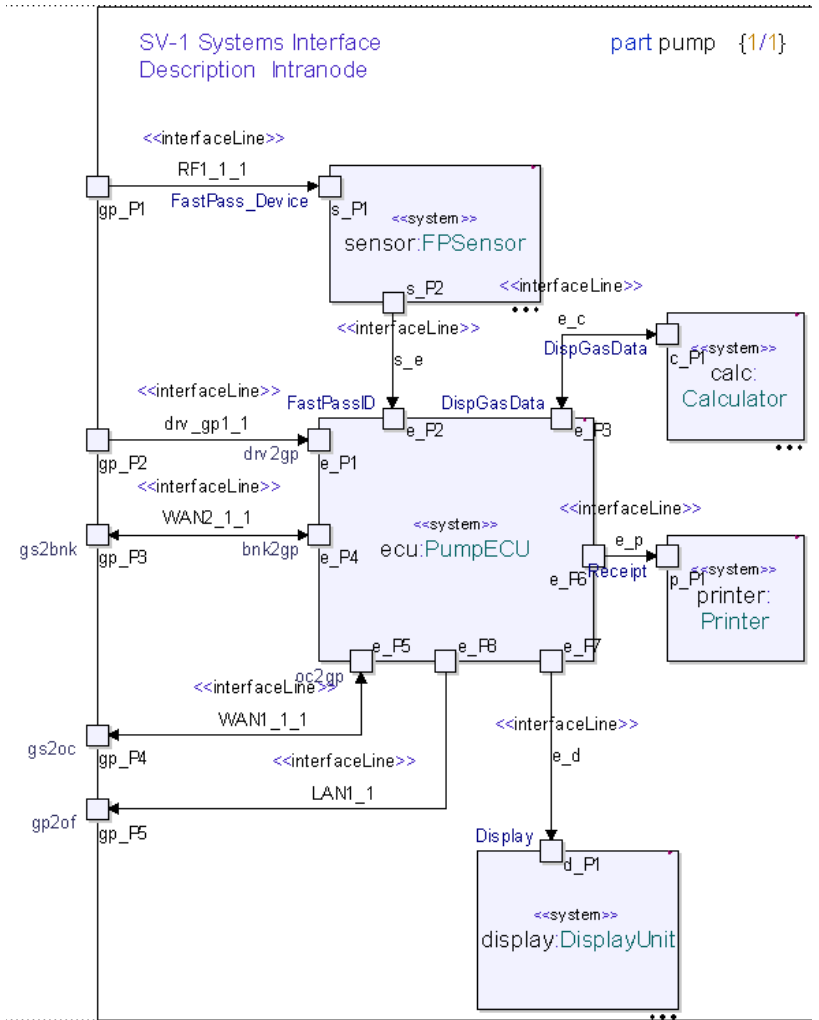 SV-1 Systems Interface
Description Intranode
part pump {1/1}
<<interfaceLine>>
RF1_1_1
FastPass_Device
gp_P1
s_P1
<<system>>
sensor:FPSensor
s_P2
<<interfaceLine>>
<<interfaceLine>>
e_c
DispGasData
c_P1
<<system>>
calc:
Calculator
s_e
<<interfaceLine>>
FastPassID
DispGasData
drv_gp1_1
e_P2
e_P3
drv2gp
gp_P2
e_P1
<<interfaceLine>>
WAN2_1_1
<<interfaceLine>>
<<system>>
ecu:PumpECU
gs2bnk
gp_P3
bnk2gp
e_P4
e_p
e_P6
Receipt
p_P1
<<system>>
printer:
Printer
e_P5
e_P8
e_P7
oc2gp
<<interfaceLine>>
WAN1_1_1
<<interfaceLine>>
gs2oc
gp_P4
<<interfaceLine>>
e_d
LAN1_1
gp2of
gp_P5
Display
d_P1
<<system>>
display:DisplayUnit